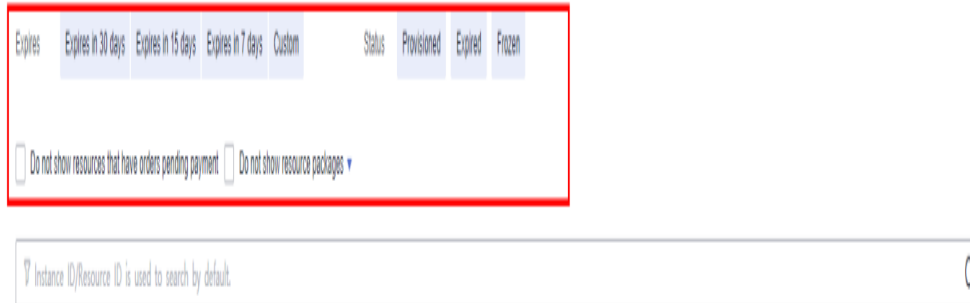 Expires Expires in 30 days Expires in 15 days Expires in 7 days Custom Status Provisioned Expired Frozen
Do not show resources that have orders pending payment Do not show resource packages
Instance ID/Resource ID is used to search by default.